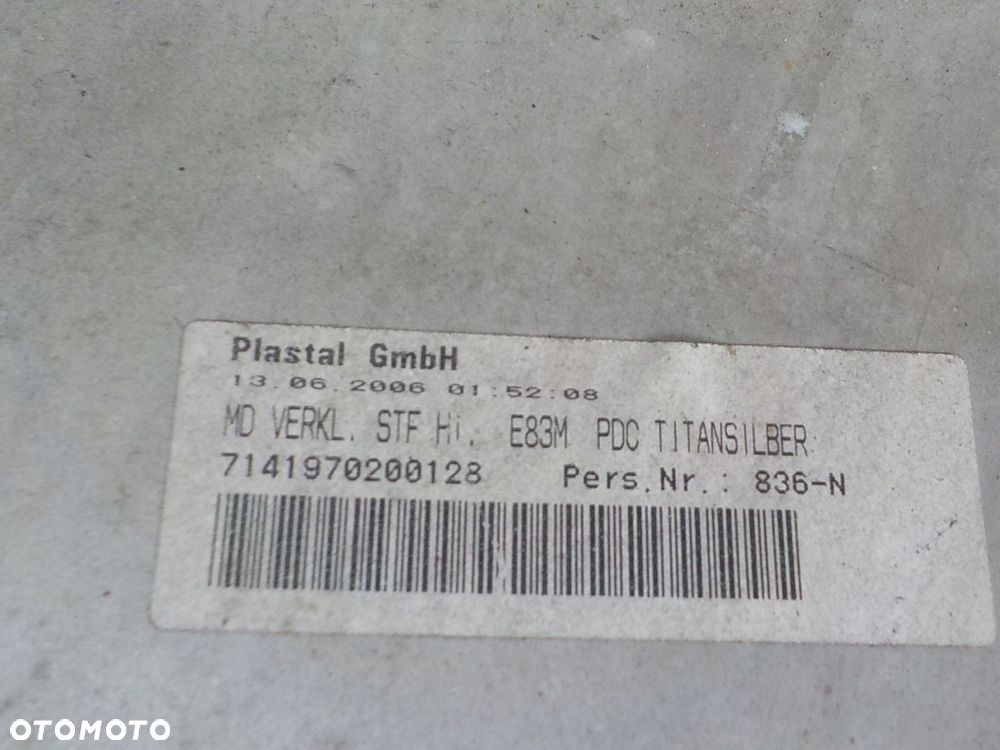 Plastal GmbH
13.06.2006 01:52:08
MD VERKL. STF Hi. E83M PDC TITANSILBER
7141970200128 Pers.Nr.: 836-N
OTOMOTO